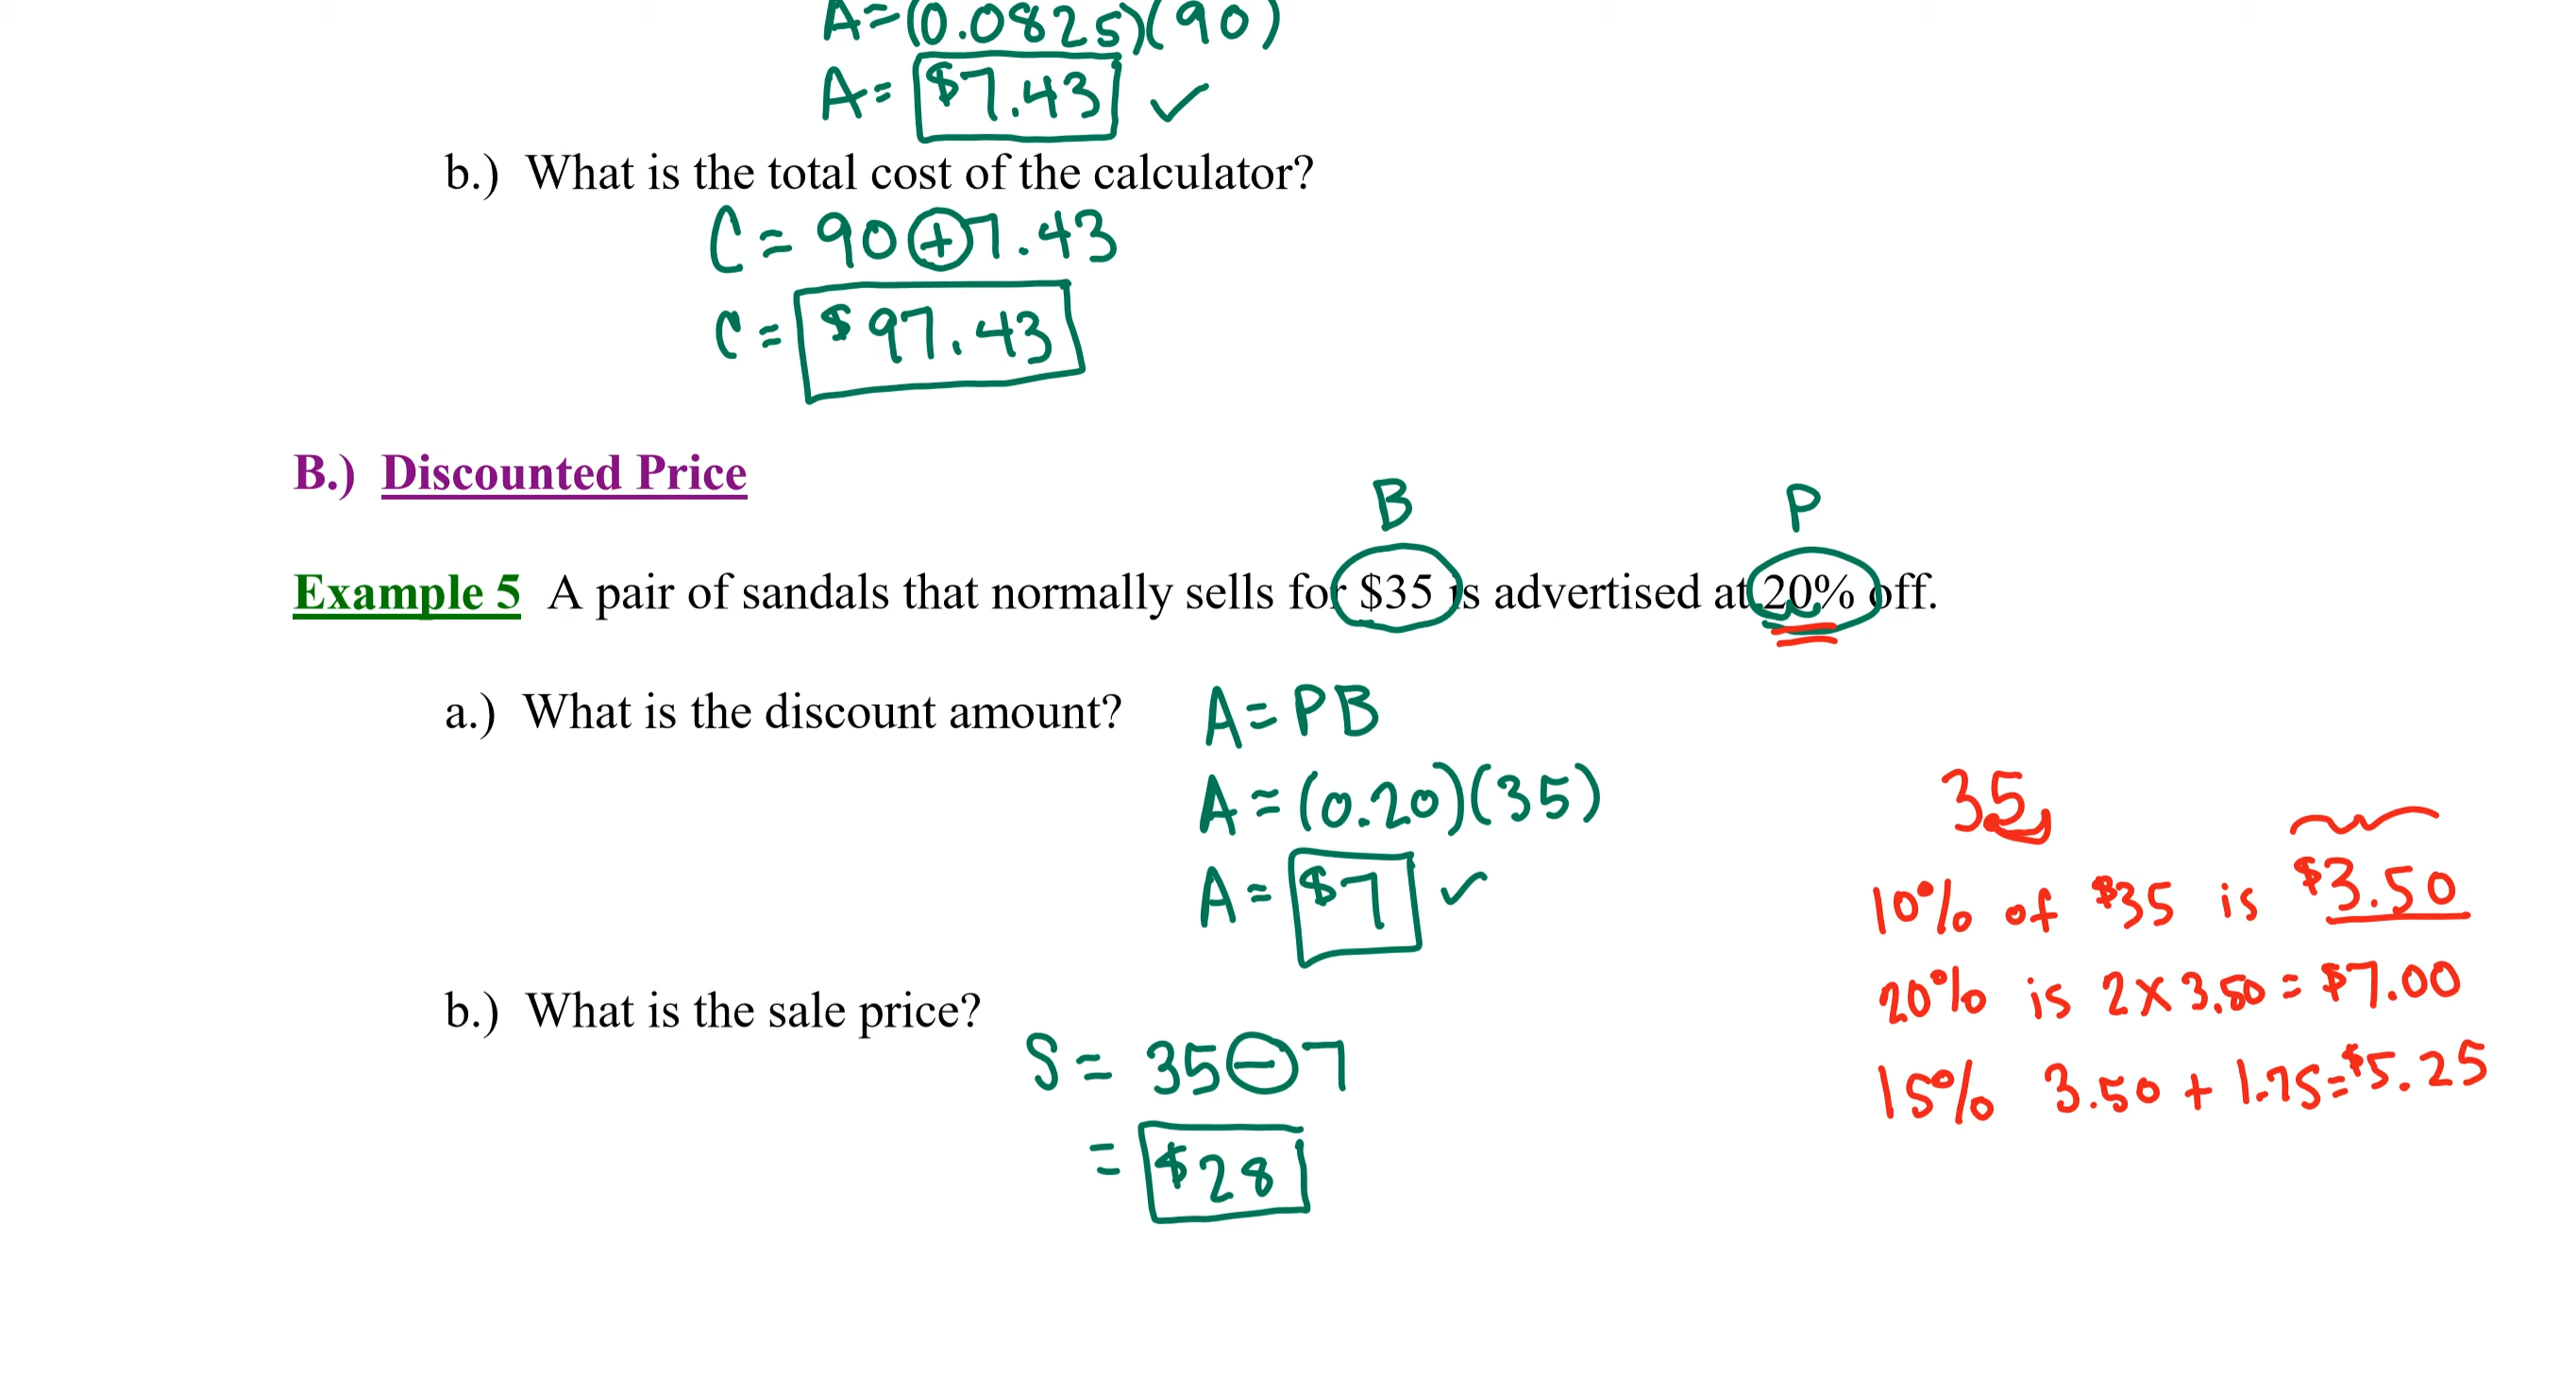 A=(0.0825)(90)
A= $7.43 ✓
b.) What is the total cost of the calculator?
C = 90+7.43
C = $97.43
B.) Discounted Price
B P
Example 5 A pair of sandals that normally sells for $35 is advertised at 20% off.
a.) What is the discount amount?
A= PB
A = (0.20)(35)
A = $7 ✓
b.) What is the sale price?
S = 35-7
= $28
35
10% of $35 is $3.50
20% is 2 x 3.50 = $7.00
15% 3.50 + 1.75=$5.25